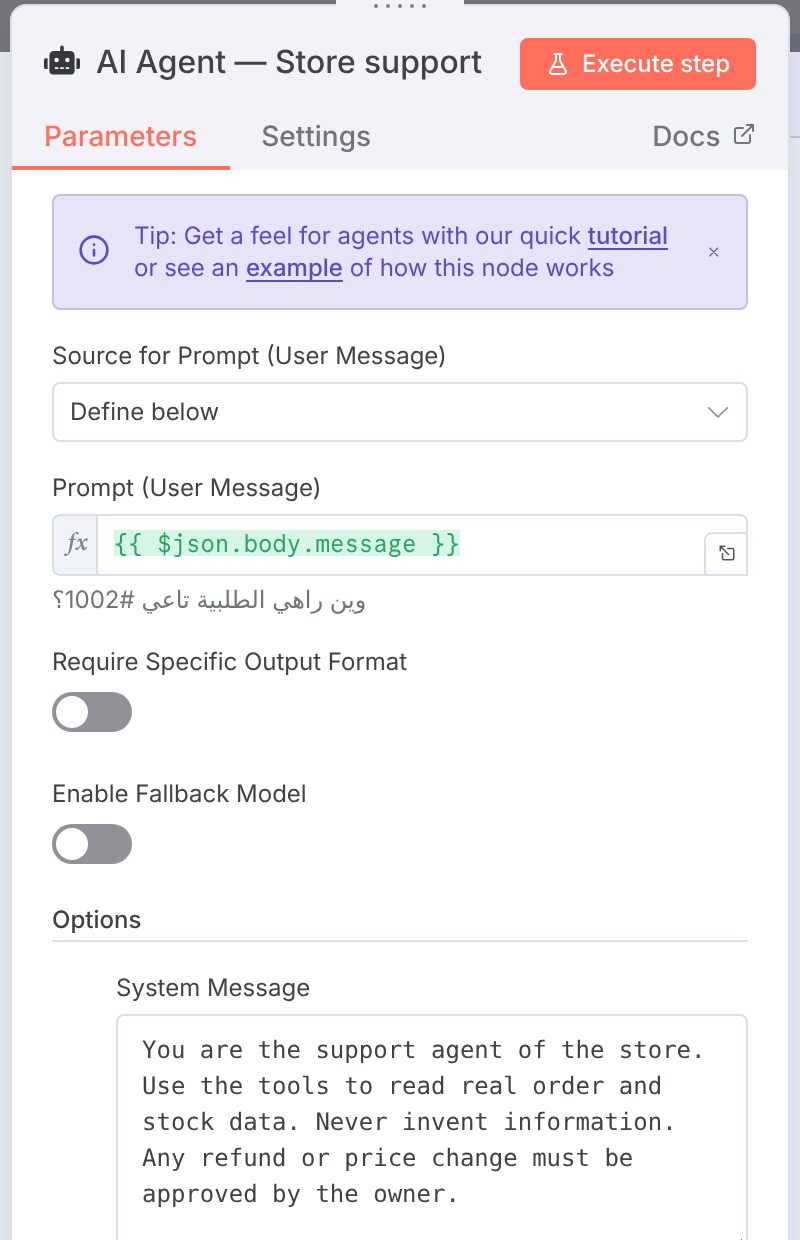 AI Agent — Store support
Execute step
Parameters
Settings
Docs
Tip: Get a feel for agents with our quick tutorial
or see an example of how this node works
Source for Prompt (User Message)
Define below
Prompt (User Message)
fx
{{ $json.body.message }}
وين راهي الطلبية تاعي #1002؟
Require Specific Output Format
Enable Fallback Model
Options
System Message
You are the support agent of the store.
Use the tools to read real order and
stock data. Never invent information.
Any refund or price change must be
approved by the owner.